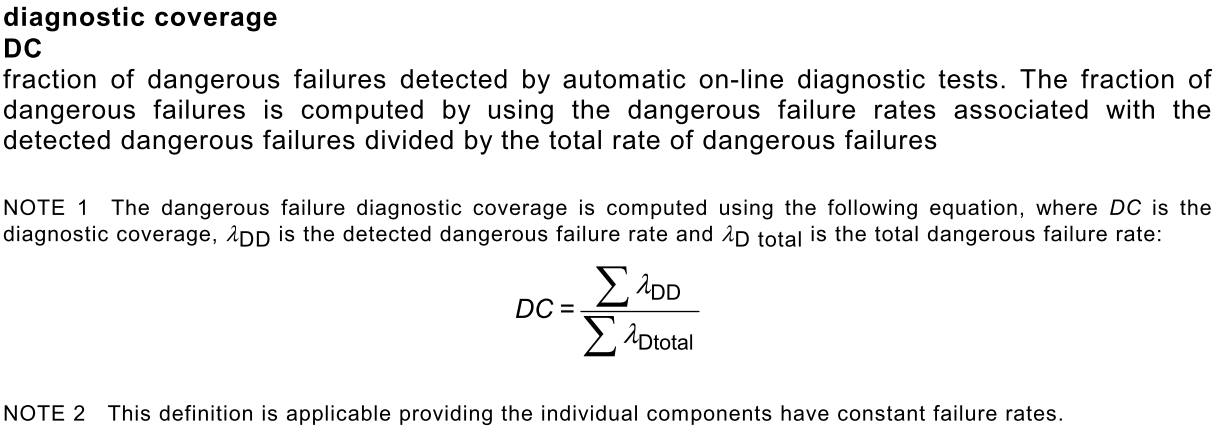 diagnostic coverage
DC
fraction of dangerous failures detected by automatic on-line diagnostic tests. The fraction of
dangerous failures is computed by using the dangerous failure rates associated with the
detected dangerous failures divided by the total rate of dangerous failures
NOTE 1 The dangerous failure diagnostic coverage is computed using the following equation, where DC is the
diagnostic coverage, λDD is the detected dangerous failure rate and λD total is the total dangerous failure rate:
DC = ∑ λDD / ∑ λDtotal
NOTE 2 This definition is applicable providing the individual components have constant failure rates.